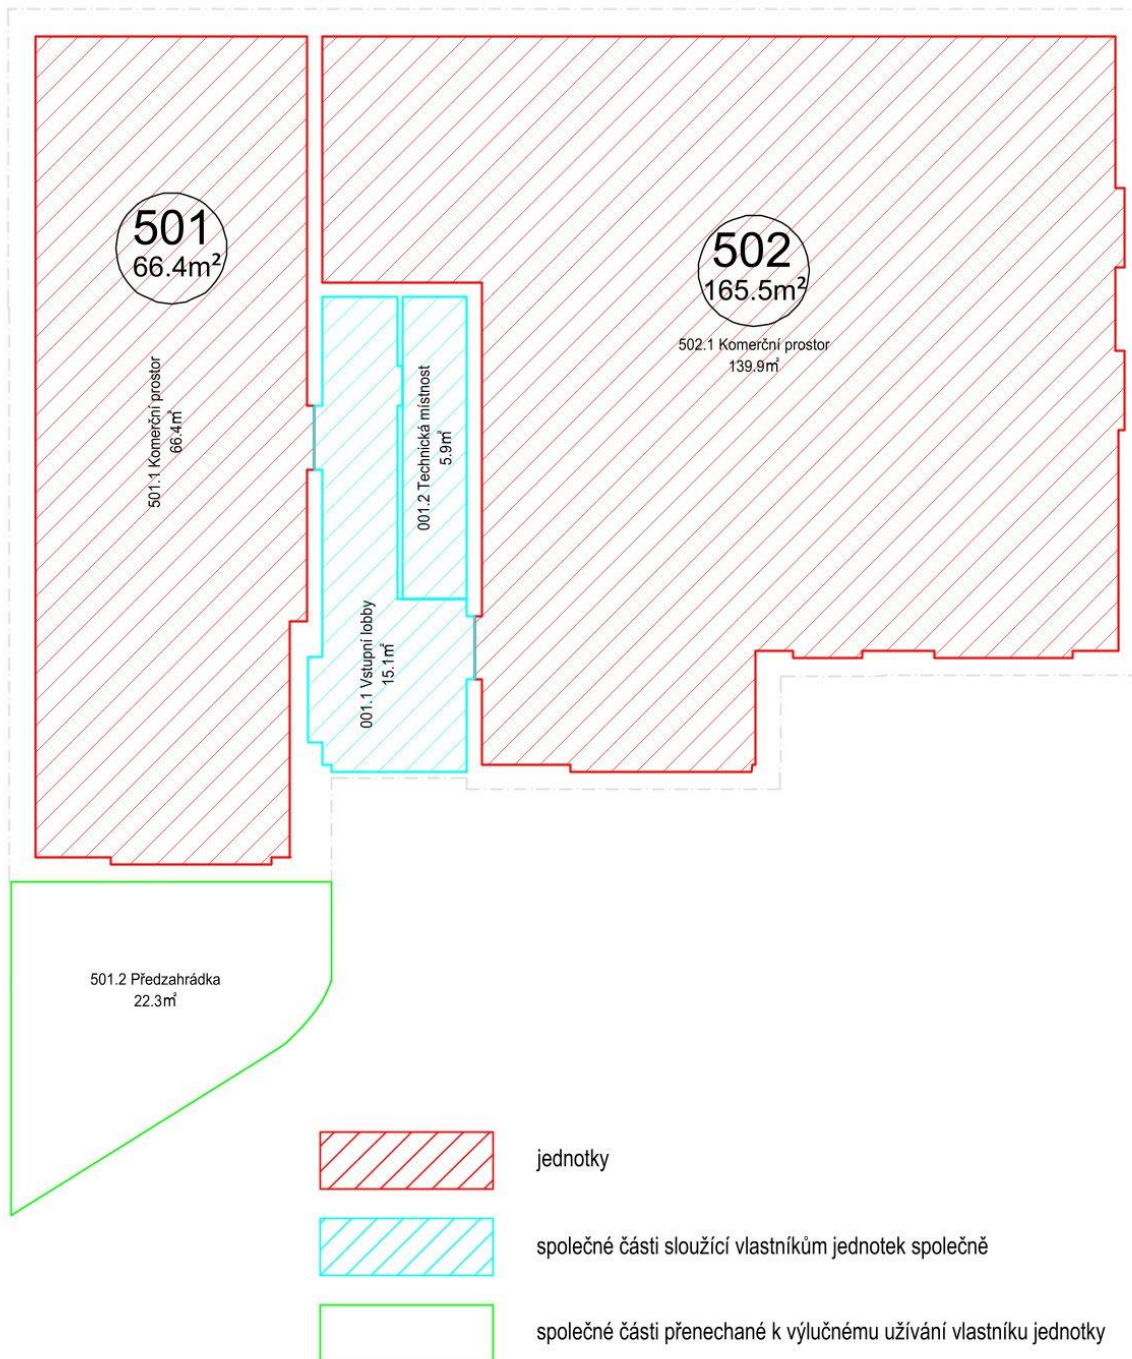 501
66.4m²
501.1 Komerční prostor
66.4m²
502
165.5m²
502.1 Komerční prostor
139.9m²
001.2 Technická místnost
5.9m²
001.1 Vstupní lobby
15.1m²
501.2 Předzahrádka
22.3m²
jednotky
společné části sloužící vlastníkům jednotek společně
společné části přenechané k výlučnému užívání vlastníku jednotky